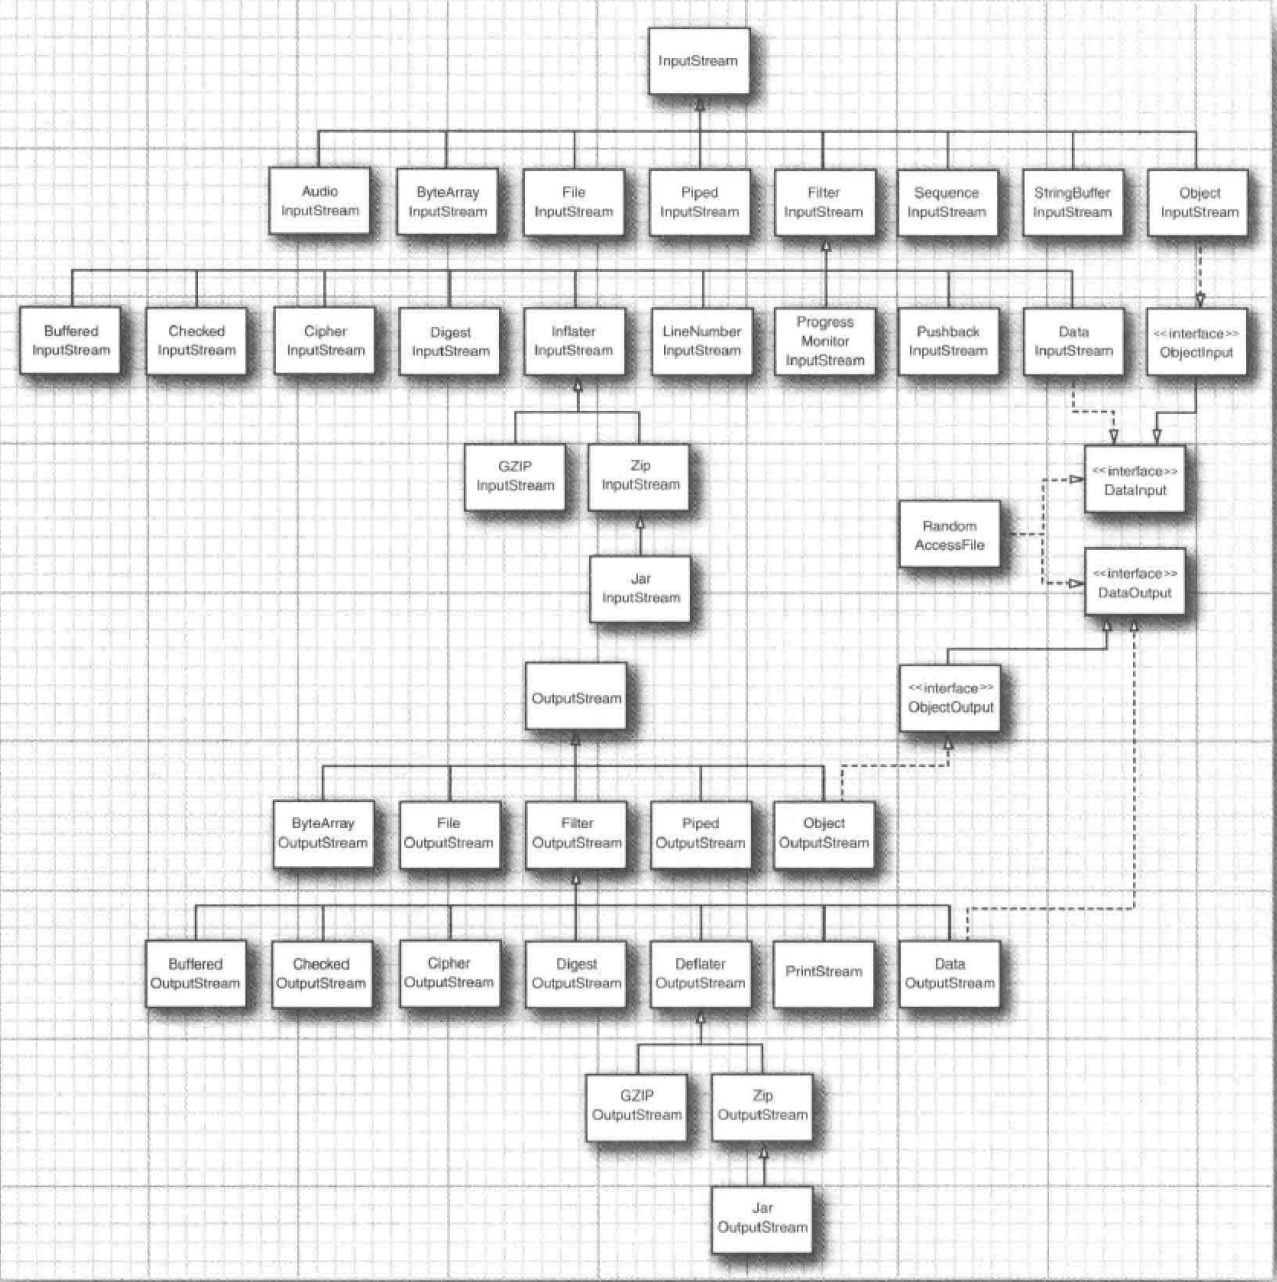 InputStream
Audio
InputStream
ByteArray
InputStream
File
InputStream
Piped
InputStream
Filter
InputStream
Sequence
InputStream
StringBuffer
InputStream
Object
InputStream
Buffered
InputStream
Checked
InputStream
Cipher
InputStream
Digest
InputStream
Inflater
InputStream
LineNumber
InputStream
Progress
Monitor
InputStream
Pushback
InputStream
Data
InputStream
<<interface>>
ObjectInput
GZIP
InputStream
Zip
InputStream
<<interface>>
DataInput
Random
AccessFile
Jar
InputStream
<<interface>>
DataOutput
OutputStream
<<interface>>
ObjectOutput
ByteArray
OutputStream
File
OutputStream
Filter
OutputStream
Piped
OutputStream
Object
OutputStream
Buffered
OutputStream
Checked
OutputStream
Cipher
OutputStream
Digest
OutputStream
Deflater
OutputStream
PrintStream
Data
OutputStream
GZIP
OutputStream
Zip
OutputStream
Jar
OutputStream